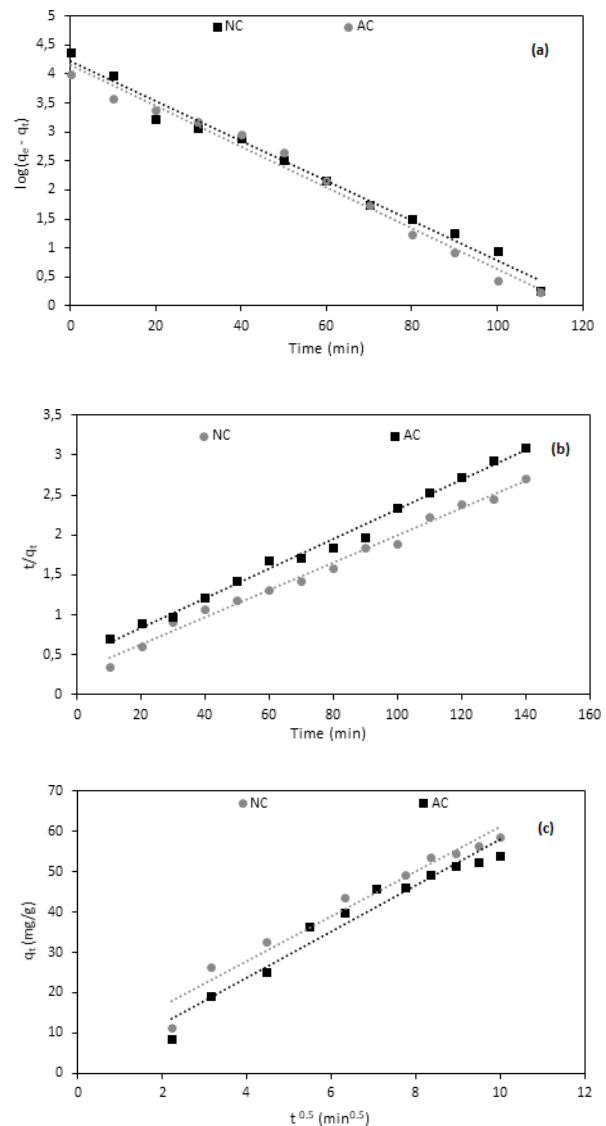 NC AC
(a)
5
4,5
4
3,5
3
2,5
2
1,5
1
0,5
0
log(qe - qt)
0 20 40 60 80 100 120
Time (min)
NC AC
(b)
3,5
3
2,5
2
1,5
1
0,5
0
t/qt
0 20 40 60 80 100 120 140 160
Time (min)
NC AC
(c)
70
60
50
40
30
20
10
0
qt (mg/g)
0 2 4 6 8 10 12
t 0.5 (min0.5)